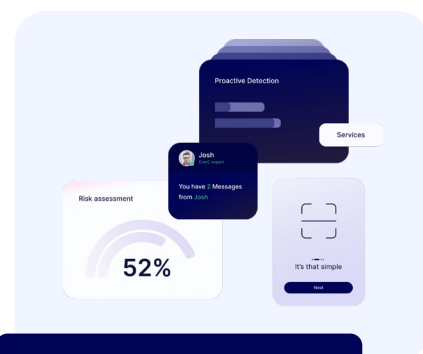 Proactive Detection
Services
Josh
You have 2 Messages
from Josh
Risk assessment
52%
It's that simple
Next